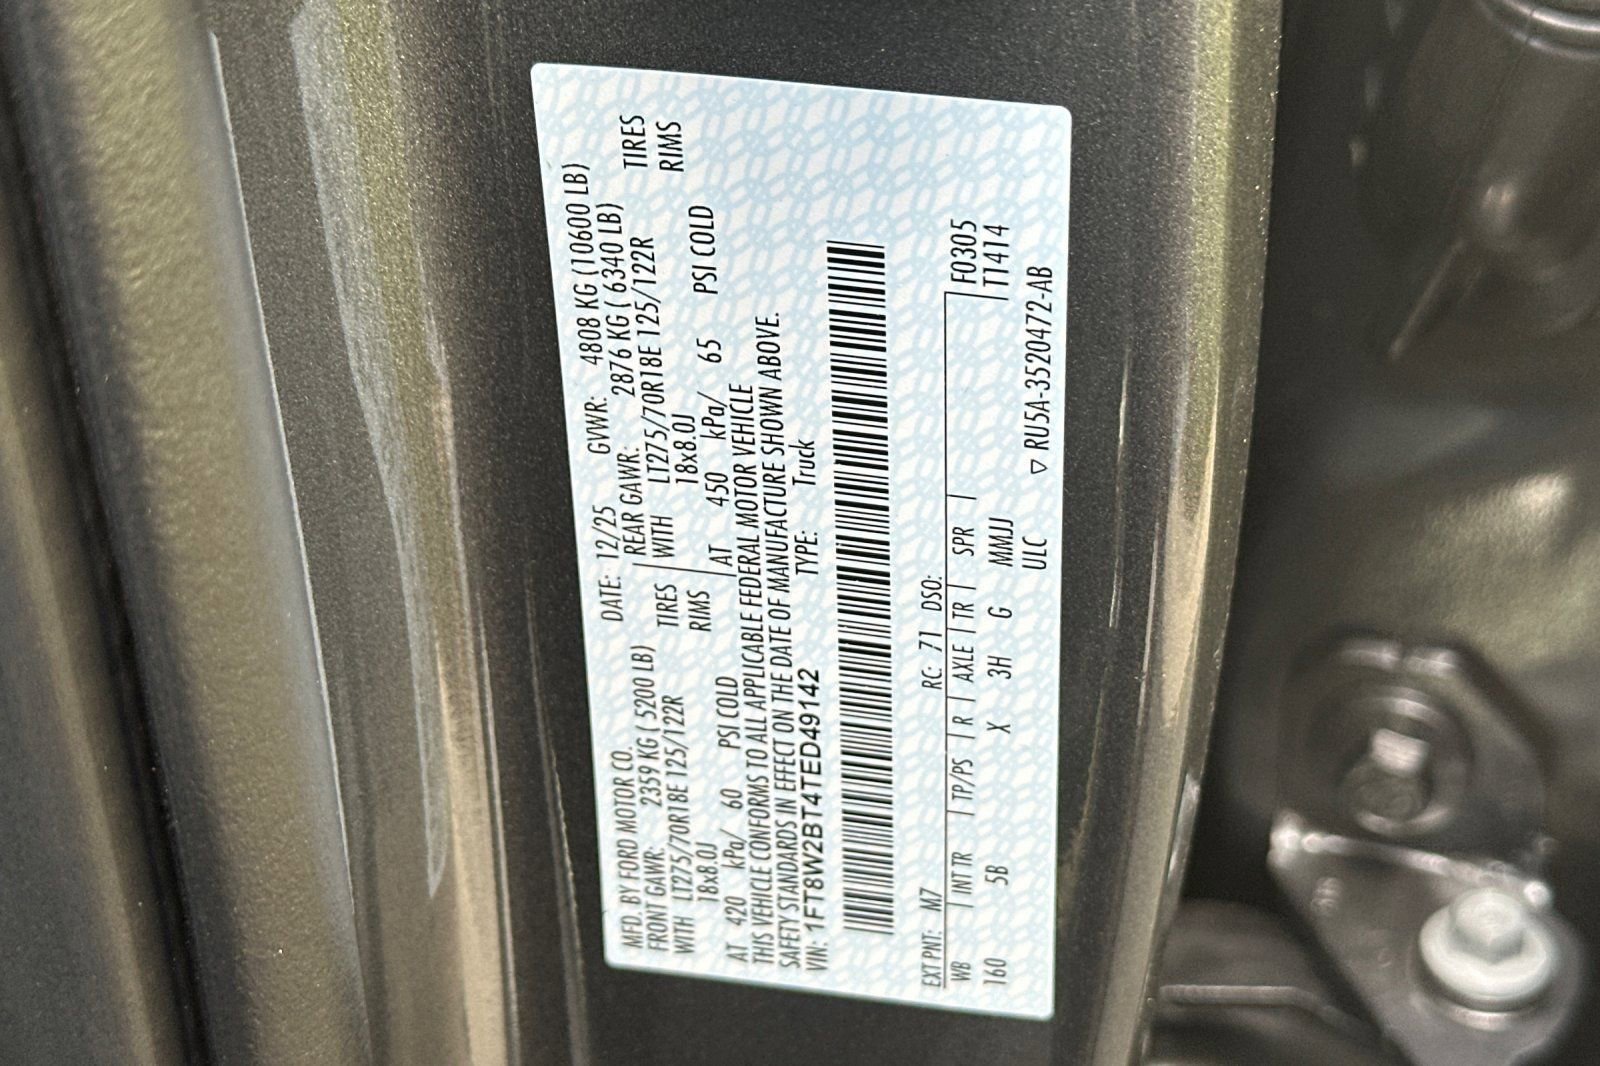 MFD. BY FORD MOTOR CO. DATE: 12/25 GVWR: 4808 KG (10600 LB)
FRONT GAWR: 2359 KG ( 5200 LB) REAR GAWR: 2876 KG ( 6340 LB)
WITH LT275/70R18E 125/122R TIRES WITH LT275/70R18E 125/122R TIRES
18x8.0J RIMS 18x8.0J RIMS
AT 420 kPa/ 60 PSI COLD AT 450 kPa/ 65 PSI COLD
THIS VEHICLE CONFORMS TO ALL APPLICABLE FEDERAL MOTOR VEHICLE
SAFETY STANDARDS IN EFFECT ON THE DATE OF MANUFACTURE SHOWN ABOVE.
VIN: 1FT8W2BT4TED49142 TYPE: Truck
EXT PNT: M7 RC: 71 DSO: F0305
WB INT TR TP/PS R AXLE TR SPR T1414
160 5B X 3H G MMJJ
ULC ▽ RU5A-3520472-AB